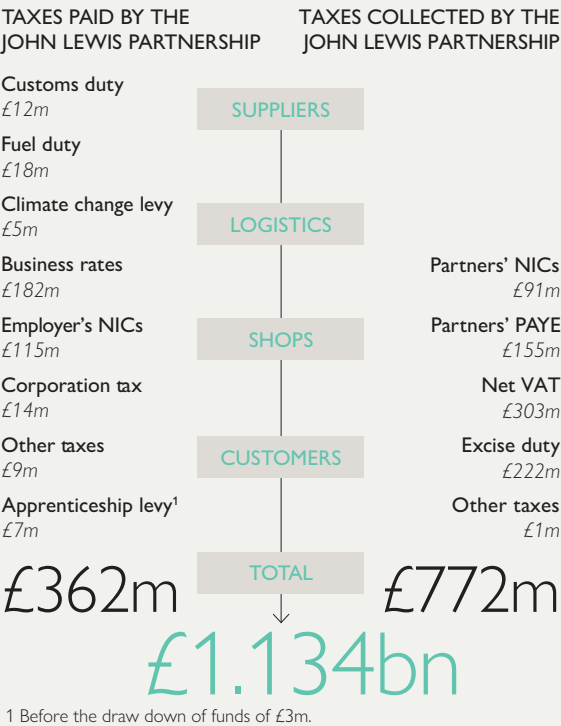 TAXES PAID BY THE
JOHN LEWIS PARTNERSHIP
TAXES COLLECTED BY THE
JOHN LEWIS PARTNERSHIP
Customs duty
£12m
Fuel duty
£18m
Climate change levy
£5m
Business rates
£182m
Employer’s NICs
£115m
Corporation tax
£14m
Other taxes
£9m
Apprenticeship levy¹
£7m
£362m
SUPPLIERS
LOGISTICS
SHOPS
CUSTOMERS
TOTAL
Partners’ NICs
£91m
Partners’ PAYE
£155m
Net VAT
£303m
Excise duty
£222m
Other taxes
£1m
£772m
£1.134bn
1 Before the draw down of funds of £3m.